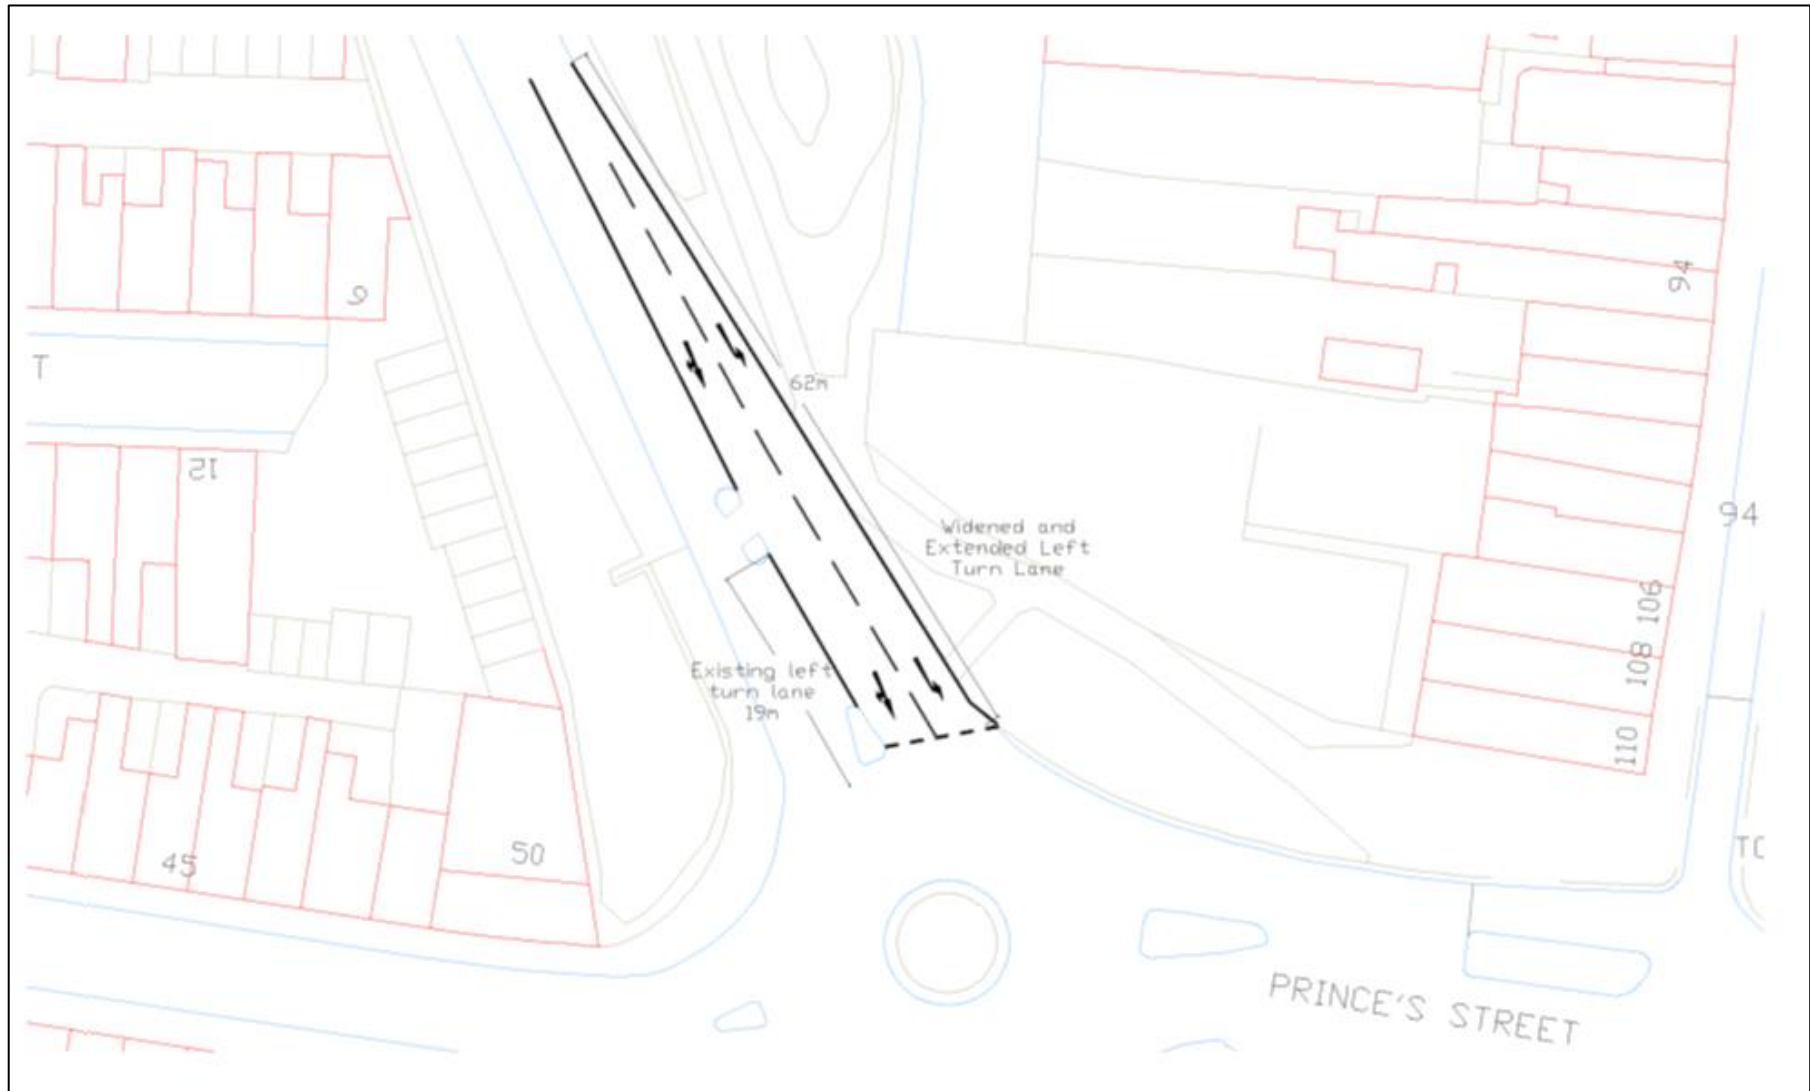 9
T
15
62m
Widened and
Extended Left
Turn Lane
Existing left
turn lane
19m
94
94
106
108
110
45
50
TC
PRINCE'S STREET